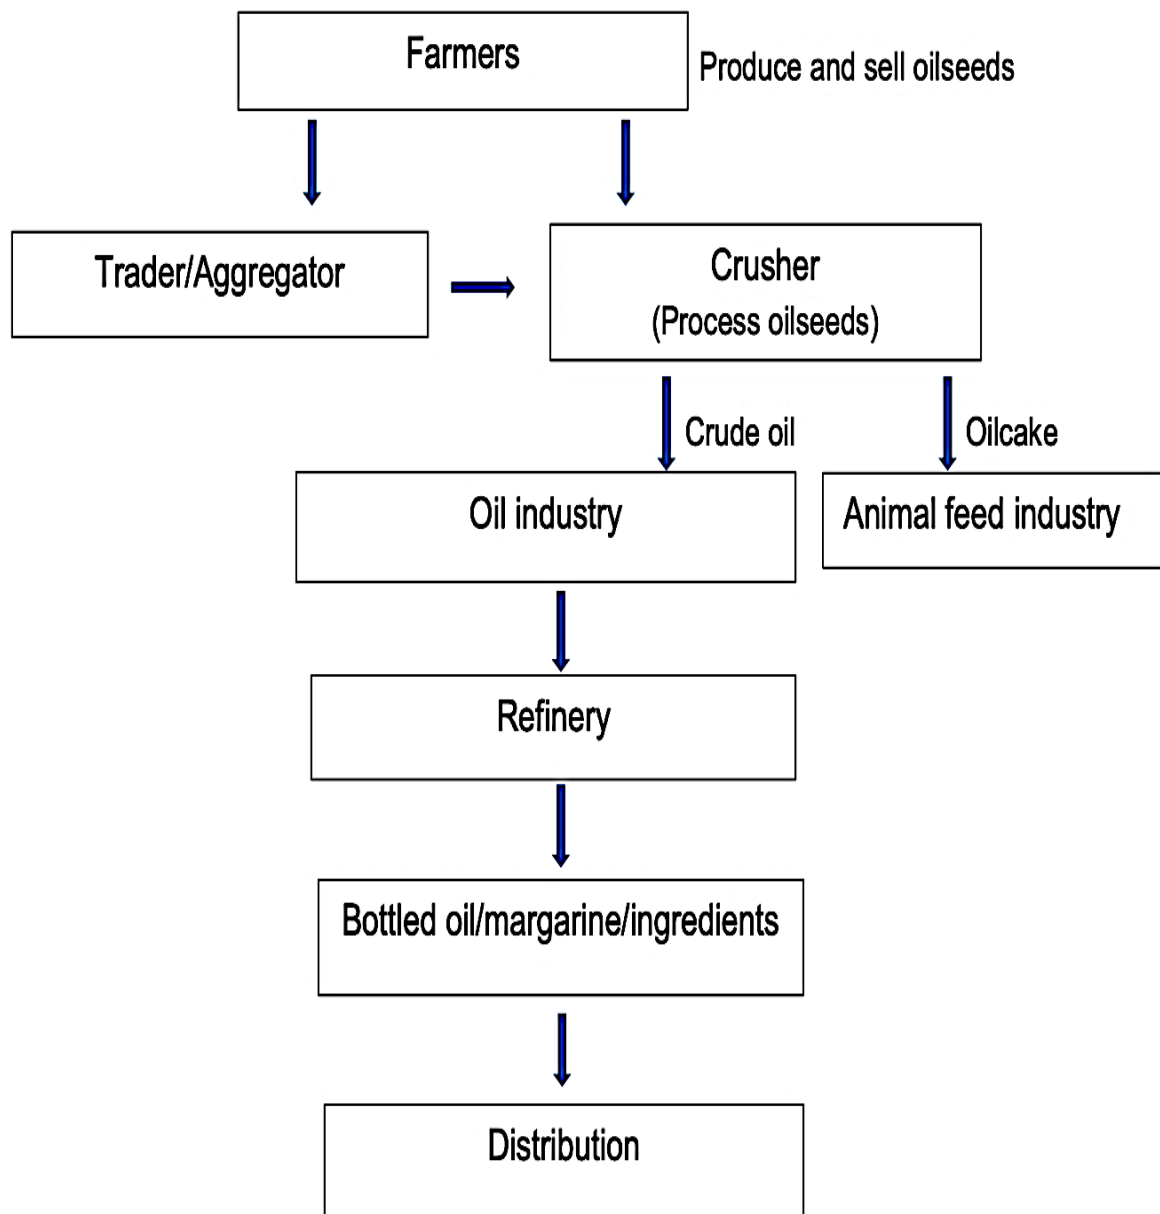 Farmers
Produce and sell oilseeds
Trader/Aggregator
Crusher
(Process oilseeds)
Crude oil
Oilcake
Oil industry
Animal feed industry
Refinery
Bottled oil/margarine/ingredients
Distribution